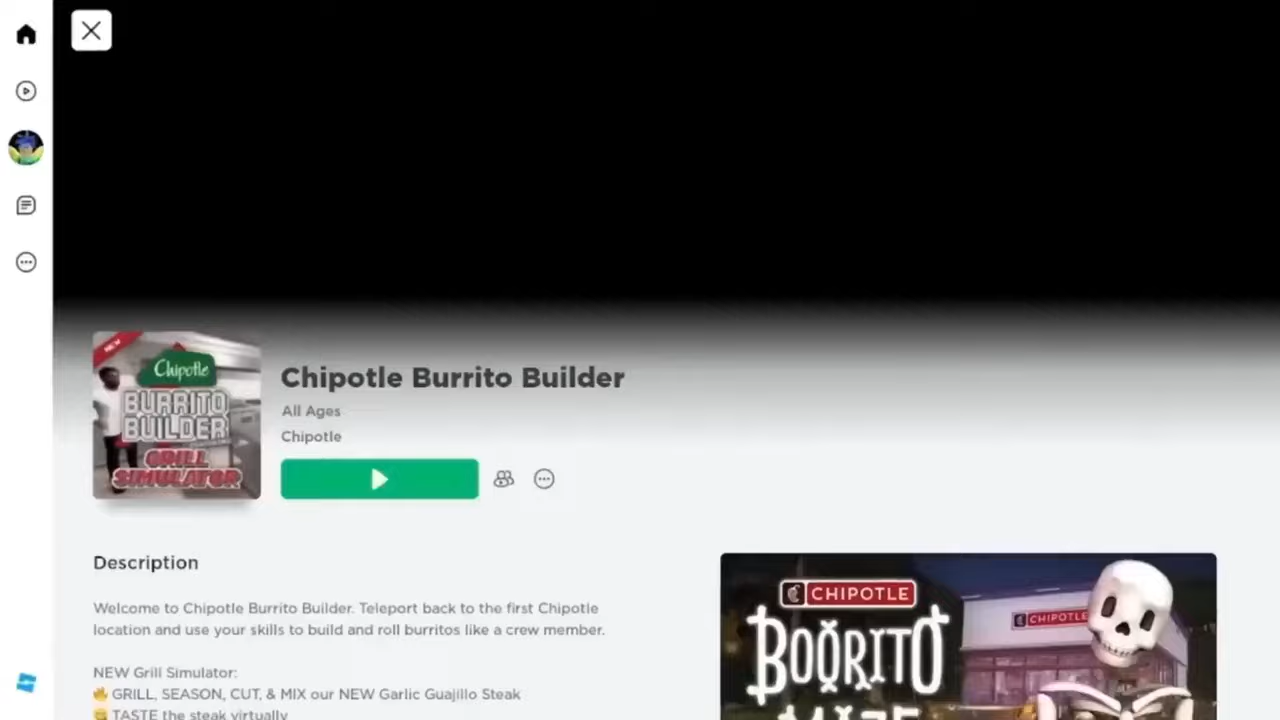 NEW
Chipotle
BURRITO
BUILDER
GRILL
SIMULATOR
Chipotle Burrito Builder
All Ages
Chipotle
Description
Welcome to Chipotle Burrito Builder. Teleport back to the first Chipotle
location and use your skills to build and roll burritos like a crew member.
NEW Grill Simulator:
🔥 GRILL, SEASON, CUT, & MIX our NEW Garlic Guajillo Steak
TASTE the steak virtually
CHIPOTLE
BOORITO
MAZE
CHIPOTLE